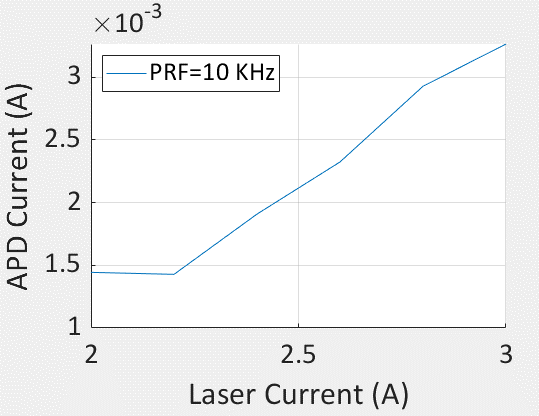 ×10⁻³
PRF=10 KHz
3
2.5
2
1.5
1
APD Current (A)
2 2.5 3
Laser Current (A)